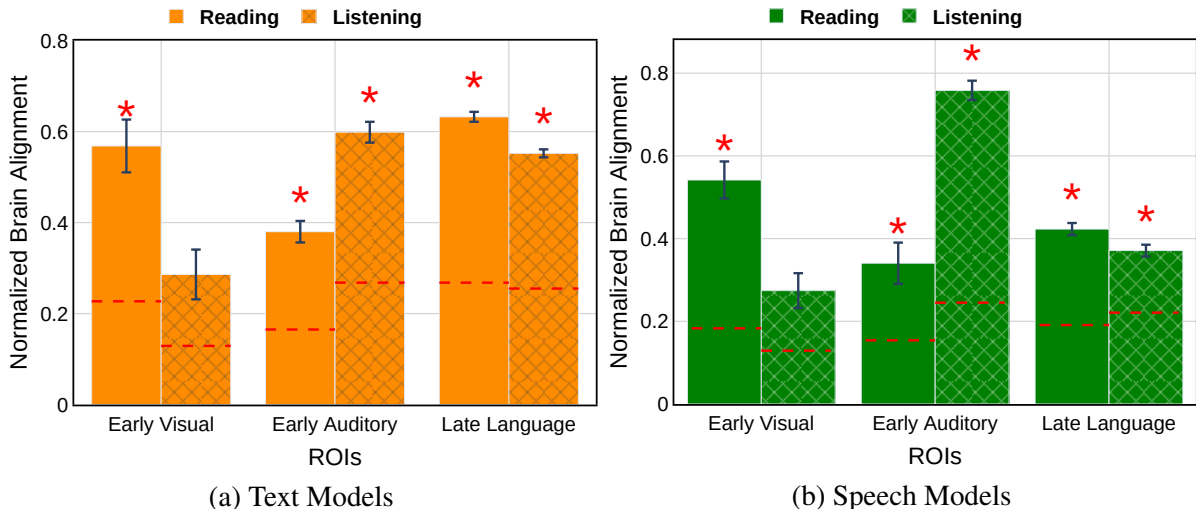 Reading Listening
Normalized Brain Alignment
0.8
0.6
0.4
0.2
0
*
*
*
*
*
Early Visual Early Auditory Late Language
ROIs
(a) Text Models
Reading Listening
Normalized Brain Alignment
0.8
0.6
0.4
0.2
0
*
*
*
*
*
Early Visual Early Auditory Late Language
ROIs
(b) Speech Models